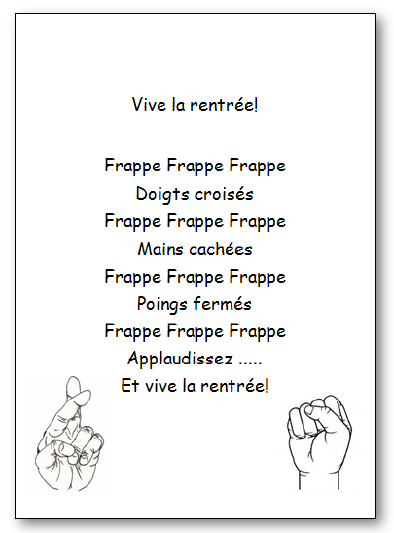 Vive la rentrée!
Frappe Frappe Frappe
Doigts croisés
Frappe Frappe Frappe
Mains cachées
Frappe Frappe Frappe
Poings fermés
Frappe Frappe Frappe
Applaudissez .....
Et vive la rentrée!